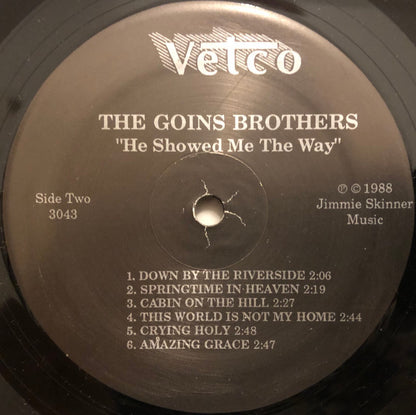 Vetco
THE GOINS BROTHERS
"He Showed Me The Way"
Side Two
3043
℗ © 1988
Jimmie Skinner
Music
1. DOWN BY THE RIVERSIDE 2:06
2. SPRINGTIME IN HEAVEN 2:19
3. CABIN ON THE HILL 2:27
4. THIS WORLD IS NOT MY HOME 2:44
5. CRYING HOLY 2:48
6. AMAZING GRACE 2:47